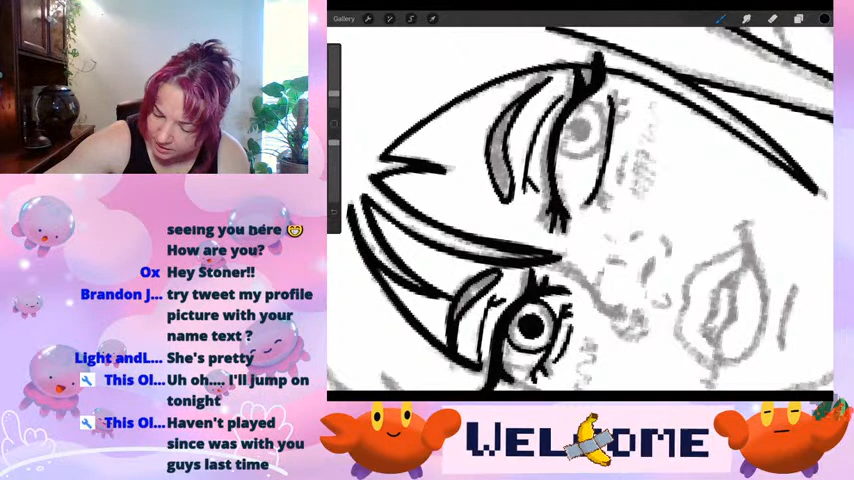 Gallery
seeing you here 😁
How are you?
Ox Hey Stoner!!
Brandon J... try tweet my profile
picture with your
name text ?
Light andL... She's pretty
This Ol... Uh oh.... I'll jump on
tonight
This Ol... Haven't played
since was with you
guys last time
WELCOME